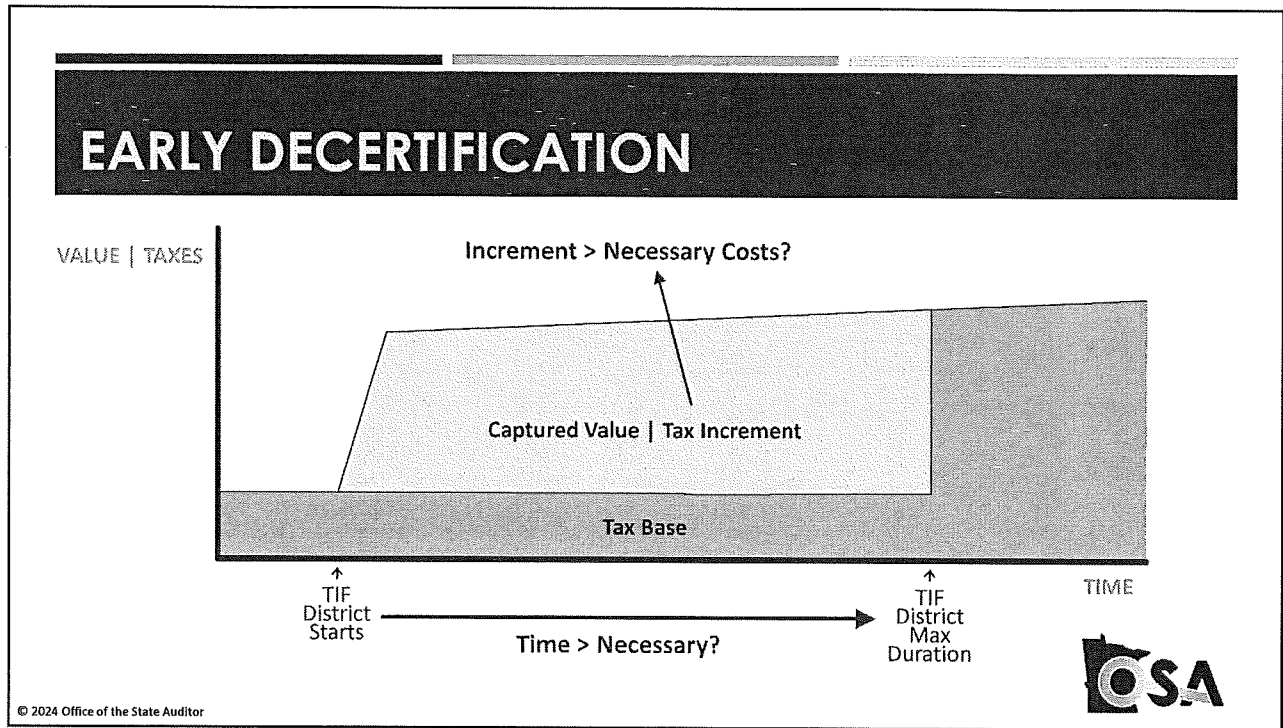 EARLY DECERTIFICATION
VALUE | TAXES
Increment > Necessary Costs?
Captured Value | Tax Increment
Tax Base
TIF
District
Starts
Time > Necessary?
TIF
District
Max
Duration
TIME
OSA
© 2024 Office of the State Auditor